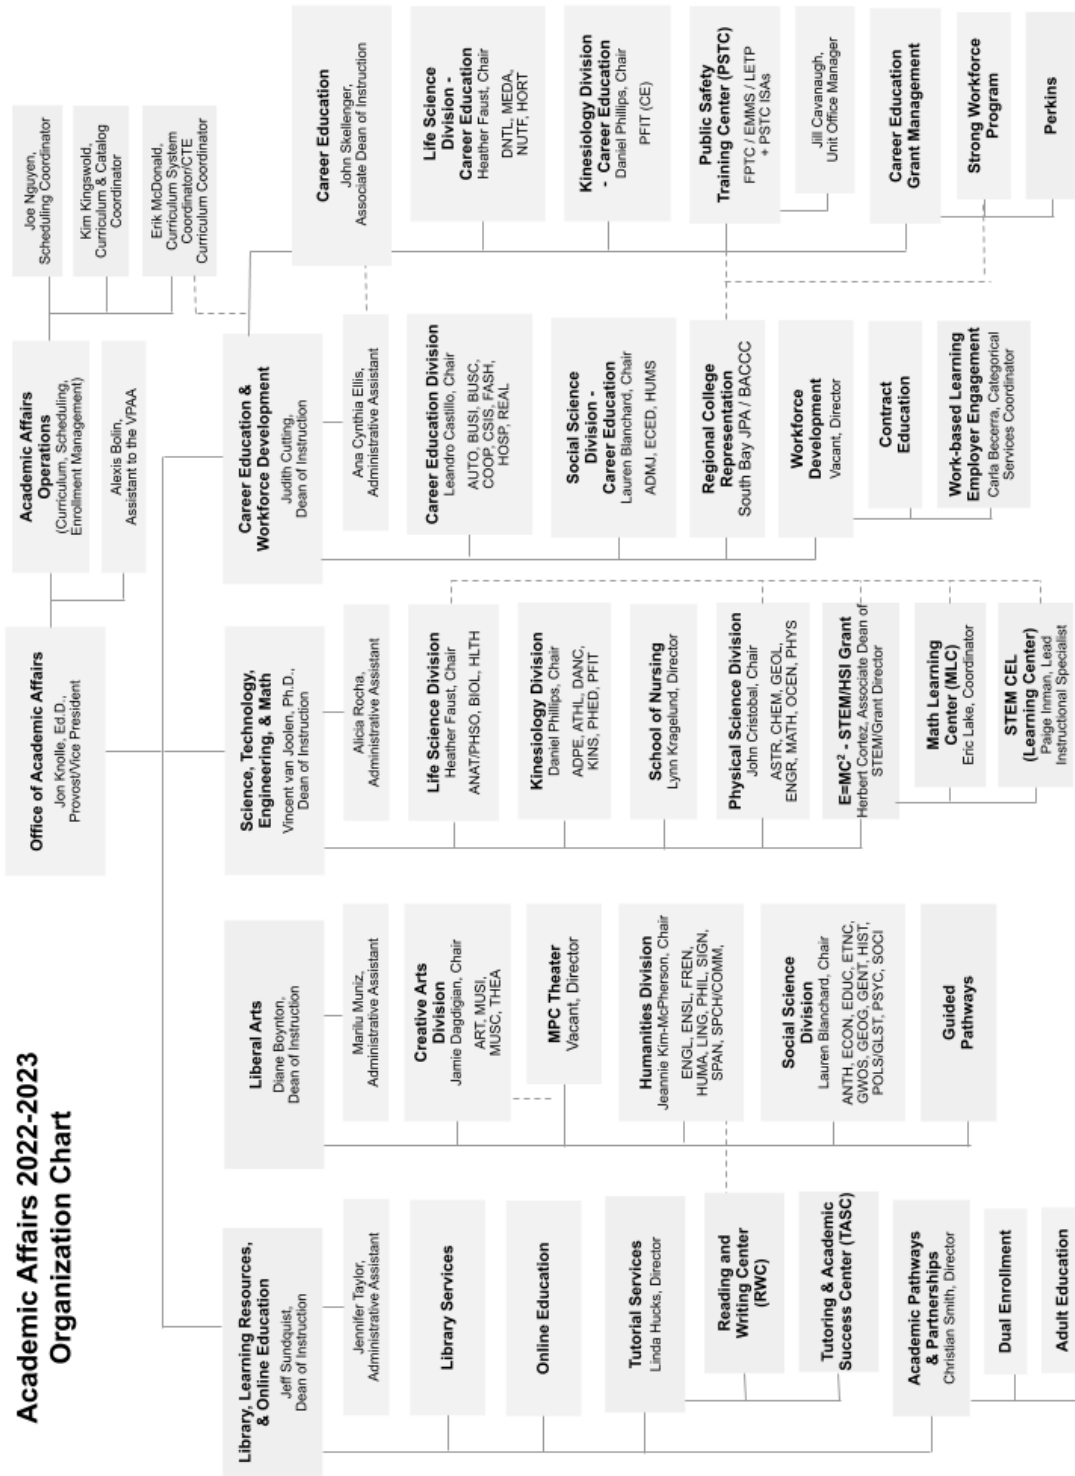 Academic Affairs 2022-2023
Organization Chart
Office of Academic Affairs
Jon Knolle, Ed.D.,
Provost/Vice President
Academic Affairs
Operations
(Curriculum, Scheduling,
Enrollment Management)
Alexis Bolin,
Assistant to the VPAA
Joe Nguyen,
Scheduling Coordinator
Kim Kingswold,
Curriculum & Catalog
Coordinator
Erik McDonald,
Curriculum System
Coordinator/CTE
Curriculum Coordinator
Library, Learning Resources,
& Online Education
Jeff Sundquist,
Dean of Instruction
Jennifer Taylor,
Administrative Assistant
Library Services
Online Education
Tutorial Services
Linda Hucks, Director
Reading and
Writing Center
(RWC)
Tutoring & Academic
Success Center (TASC)
Academic Pathways
& Partnerships
Christian Smith, Director
Dual Enrollment
Adult Education
Liberal Arts
Diane Boynton,
Dean of Instruction
Marilu Muniz,
Administrative Assistant
Creative Arts
Division
Jamie Dagdigian, Chair
ART, MUSI,
MUSC, THEA
MPC Theater
Vacant, Director
Humanities Division
Jeannie Kim-McPherson, Chair
ENGL, ENSL, FREN,
HUMA, LING, PHIL, SIGN,
SPAN, SPCH/COMM,
Social Science
Division
Lauren Blanchard, Chair
ANTH, ECON, EDUC, ETNC,
GWOS, GEOG, GENT, HIST,
POLS/GLST, PSYC, SOCI
Guided
Pathways
Science, Technology,
Engineering, & Math
Vincent van Joolen, Ph.D.,
Dean of Instruction
Alicia Rocha,
Administrative Assistant
Life Science Division
Heather Faust, Chair
ANAT/PHSO, BIOL, HLTH
Kinesiology Division
Daniel Phillips, Chair
ADPE, ATHL, DANC,
KINS, PHED, PFIT
School of Nursing
Lynn Kragelund, Director
Physical Science Division
John Cristobal, Chair
ASTR, CHEM, GEOL,
ENGR, MATH, OCEN, PHYS
E=MC² - STEM/HSI Grant
Herbert Cortez, Associate Dean of
STEM/Grant Director
Math Learning
Center (MLC)
Eric Lake, Coordinator
STEM CEL
(Learning Center)
Paige Inman, Lead
Instructional Specialist
Career Education &
Workforce Development
Judith Cutting,
Dean of Instruction
Ana Cynthia Ellis,
Administrative Assistant
Career Education Division
Leandro Castillo, Chair
AUTO, BUSI, BUSC,
COOP, CSIS, FASH,
HOSP, REAL
Social Science
Division -
Career Education
Lauren Blanchard, Chair
ADMJ, ECED, HUMS
Regional College
Representation
South Bay JPA / BACCC
Workforce
Development
Vacant, Director
Contract
Education
Work-based Learning
Employer Engagement
Carla Becerra, Categorical
Services Coordinator
Career Education
John Skellenger,
Associate Dean of Instruction
Life Science
Division -
Career Education
Heather Faust, Chair
DNTL, MEDA,
NUTF, HORT
Kinesiology Division
- Career Education
Daniel Phillips, Chair
PFIT (CE)
Public Safety
Training Center (PSTC)
FPTC / EMMS / LETP
+ PSTC ISAs
Jill Cavanaugh,
Unit Office Manager
Career Education
Grant Management
Strong Workforce
Program
Perkins